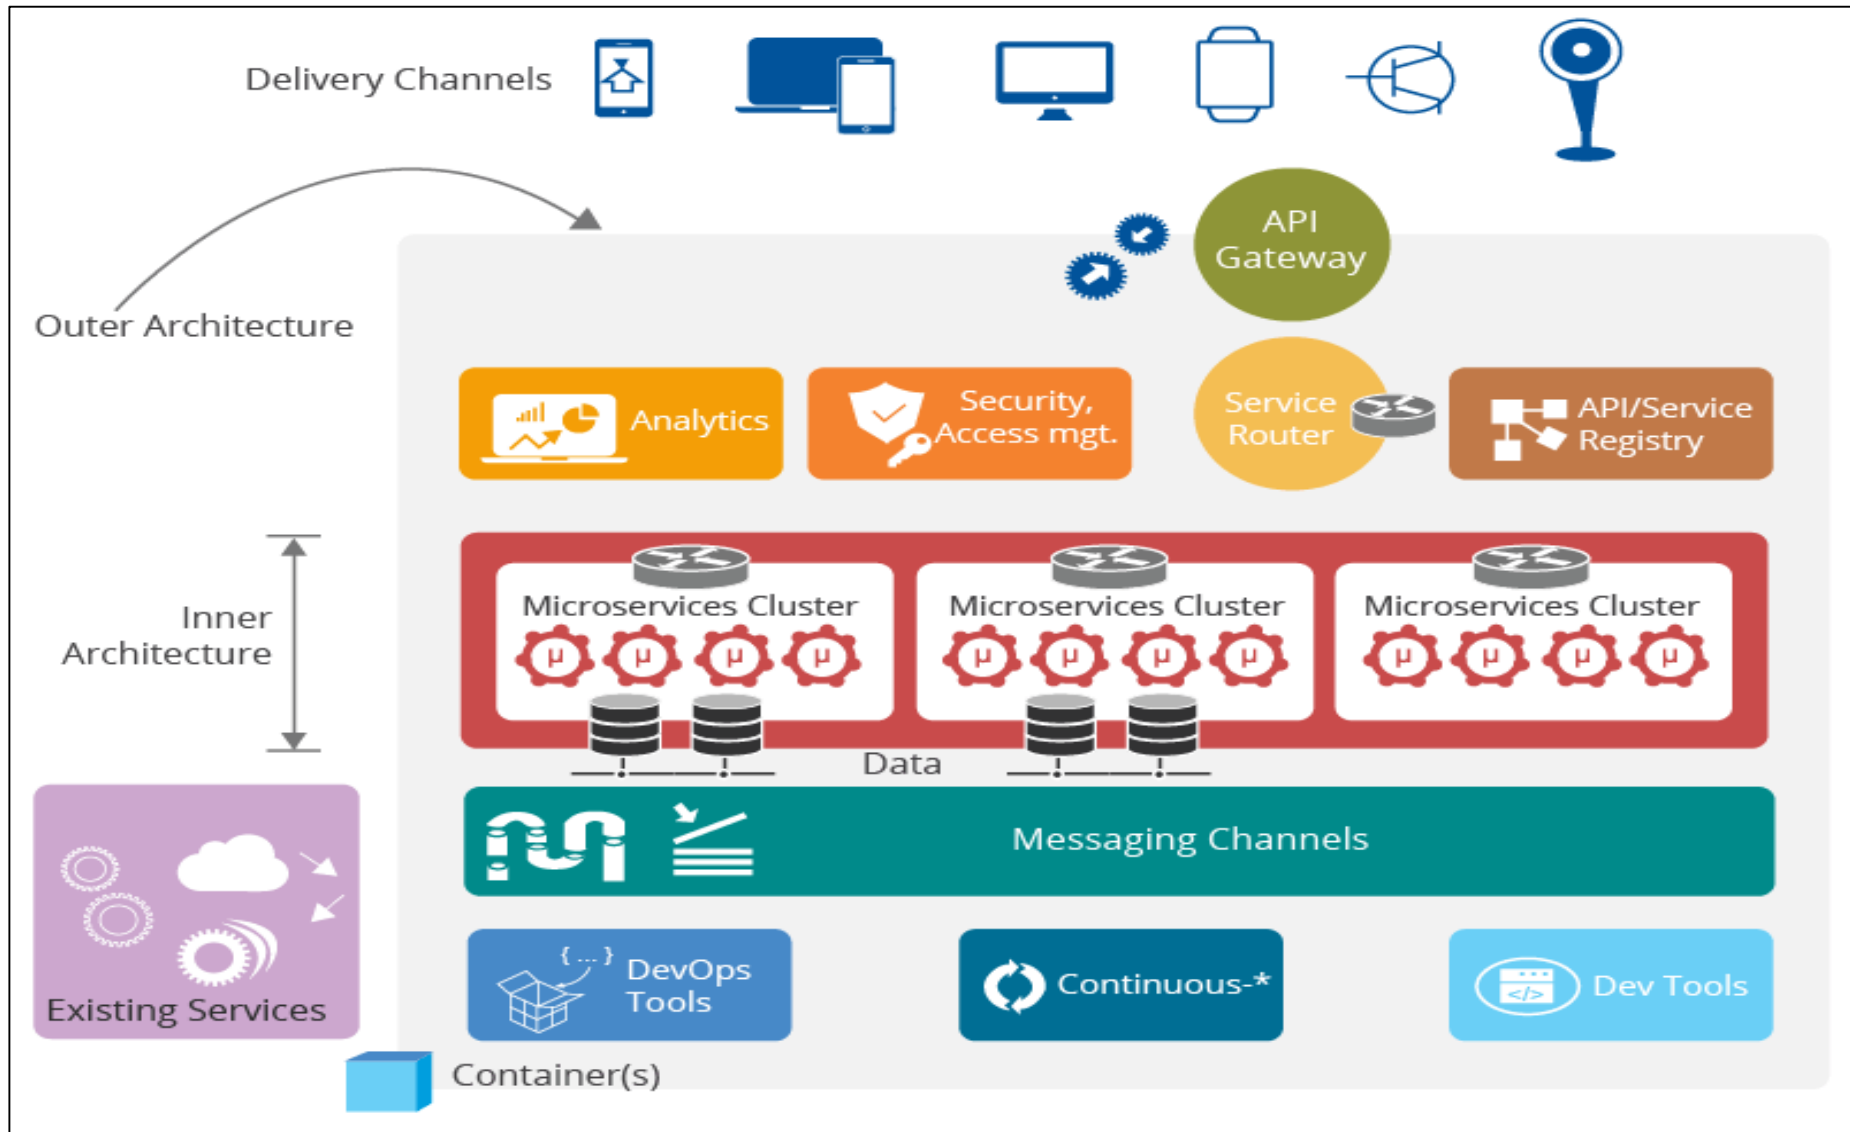 Delivery Channels
API
Gateway
Outer Architecture
Analytics
Security,
Access mgt.
Service
Router
API/Service
Registry
Inner
Architecture
Microservices Cluster
Microservices Cluster
Microservices Cluster
µ µ µ µ
µ µ µ µ
µ µ µ µ
Data
Messaging Channels
Existing Services
{ ... }
DevOps
Tools
Continuous-*
</>
Dev Tools
Container(s)